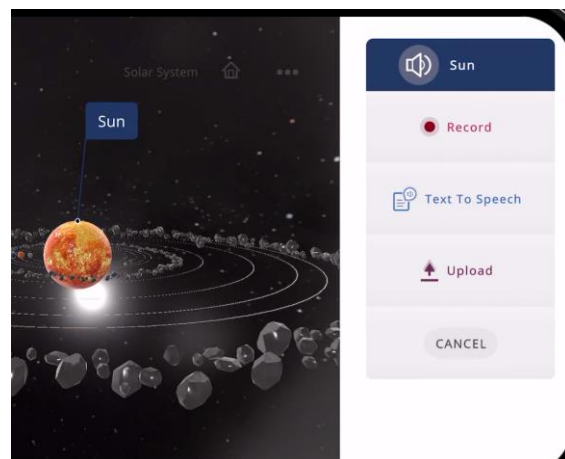 Solar System
Sun
Sun
Record
Text To Speech
Upload
CANCEL